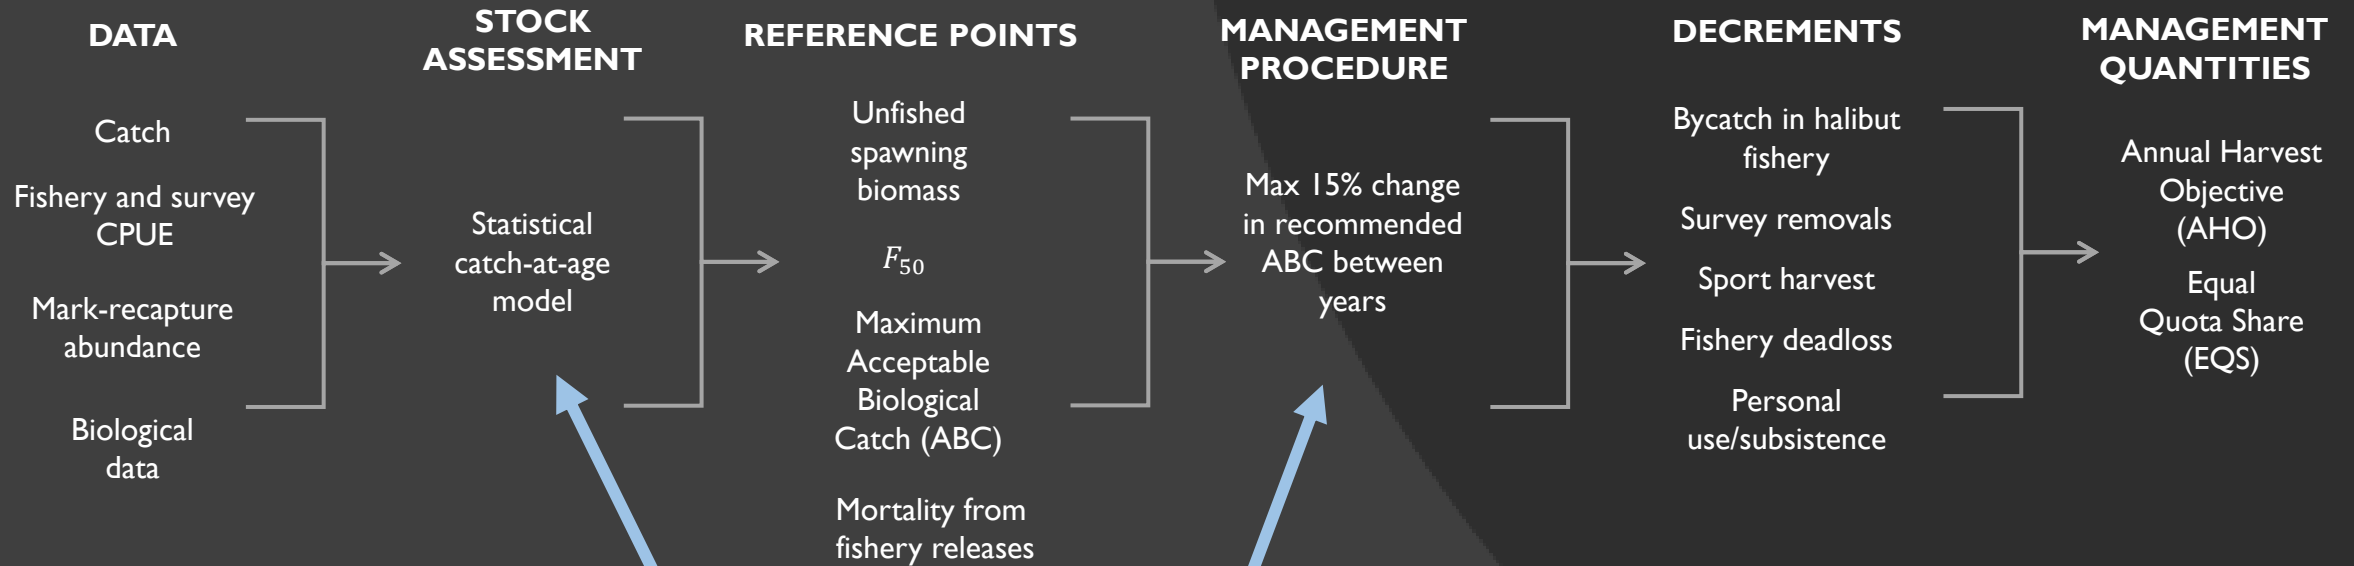 DATA
Catch
Fishery and survey
CPUE
Mark-recapture
abundance
Biological
data
STOCK
ASSESSMENT
Statistical
catch-at-age
model
REFERENCE POINTS
Unfished
spawning
biomass
F50
Maximum
Acceptable
Biological
Catch (ABC)
Mortality from
fishery releases
MANAGEMENT
PROCEDURE
Max 15% change
in recommended
ABC between
years
DECREMENTS
Bycatch in halibut
fishery
Survey removals
Sport harvest
Fishery deadloss
Personal
use/subsistence
MANAGEMENT
QUANTITIES
Annual Harvest
Objective
(AHO)
Equal
Quota Share
(EQS)